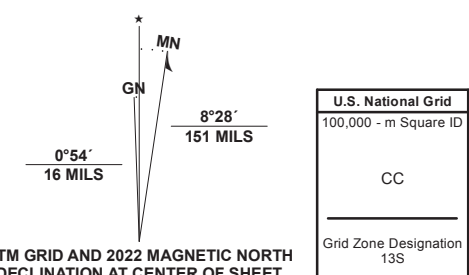 ★
MN
GN
8°28´
151 MILS
0°54´
16 MILS
TM GRID AND 2022 MAGNETIC NORTH
DECLINATION AT CENTER OF SHEET
U.S. National Grid
100,000 - m Square ID
CC
Grid Zone Designation
13S